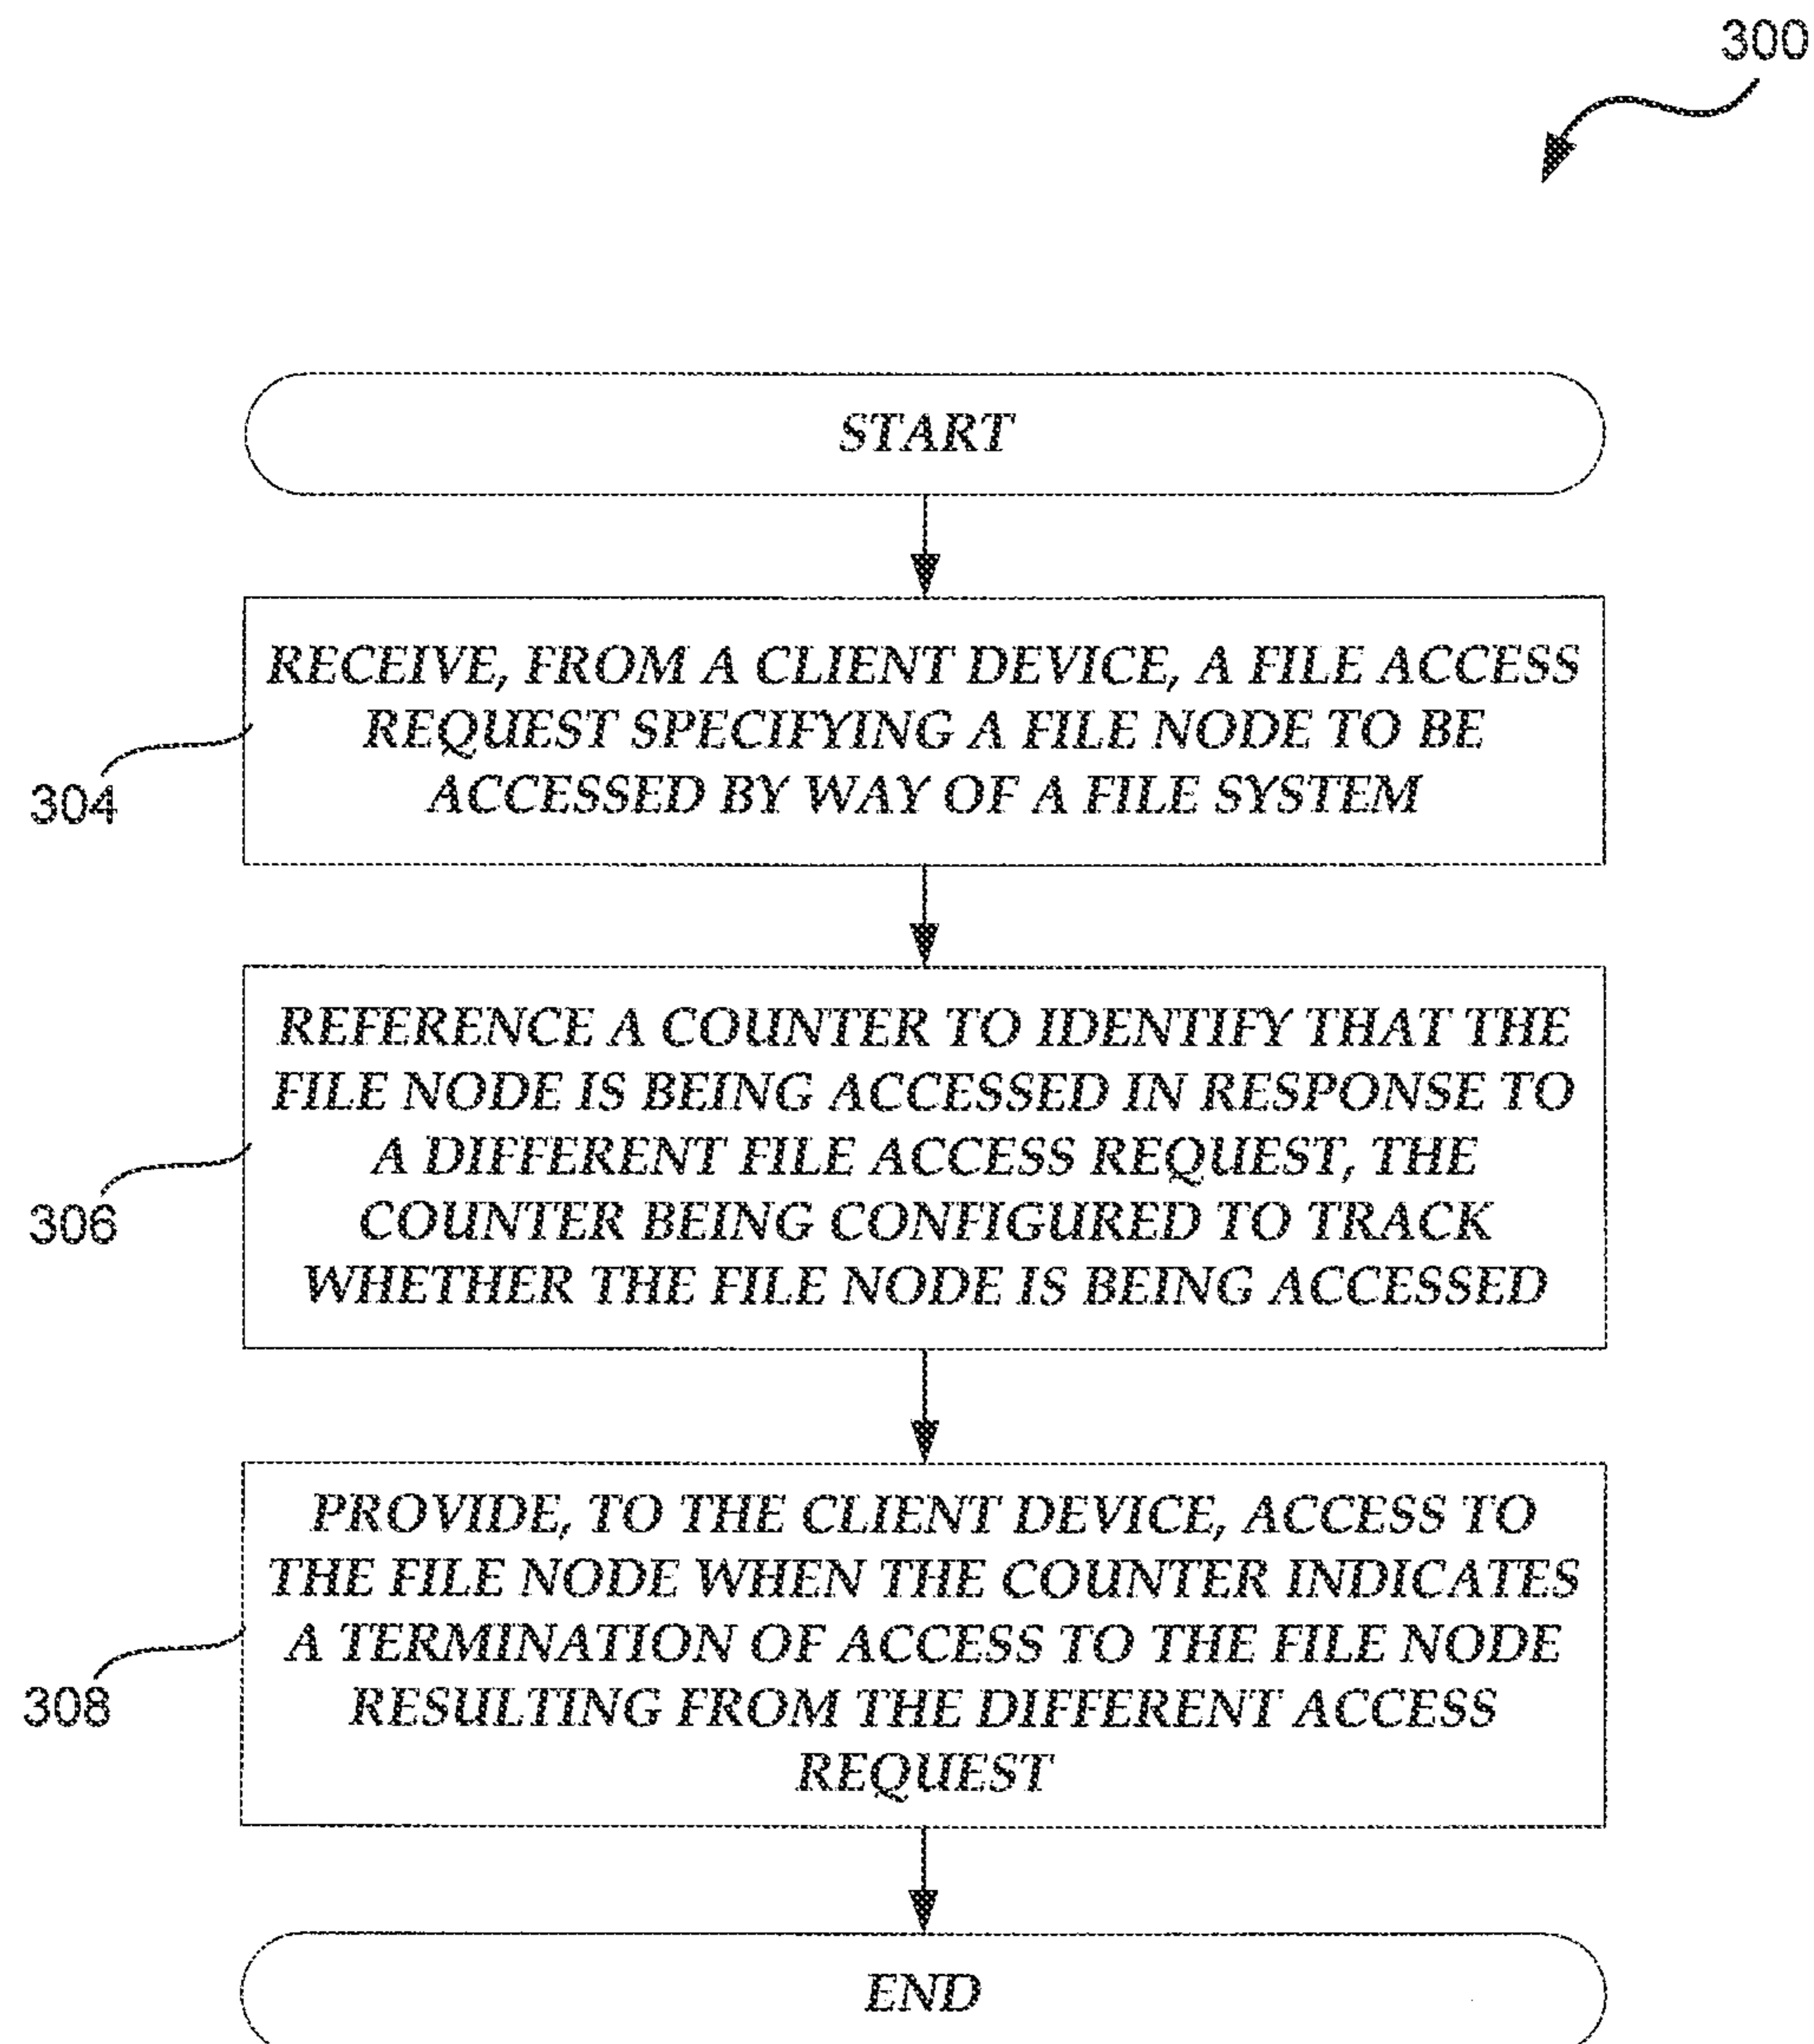 300
START
RECEIVE, FROM A CLIENT DEVICE, A FILE ACCESS
REQUEST SPECIFYING A FILE NODE TO BE
ACCESSED BY WAY OF A FILE SYSTEM
304
REFERENCE A COUNTER TO IDENTIFY THAT THE
FILE NODE IS BEING ACCESSED IN RESPONSE TO
A DIFFERENT FILE ACCESS REQUEST, THE
COUNTER BEING CONFIGURED TO TRACK
WHETHER THE FILE NODE IS BEING ACCESSED
306
PROVIDE, TO THE CLIENT DEVICE, ACCESS TO
THE FILE NODE WHEN THE COUNTER INDICATES
A TERMINATION OF ACCESS TO THE FILE NODE
RESULTING FROM THE DIFFERENT ACCESS
REQUEST
308
END